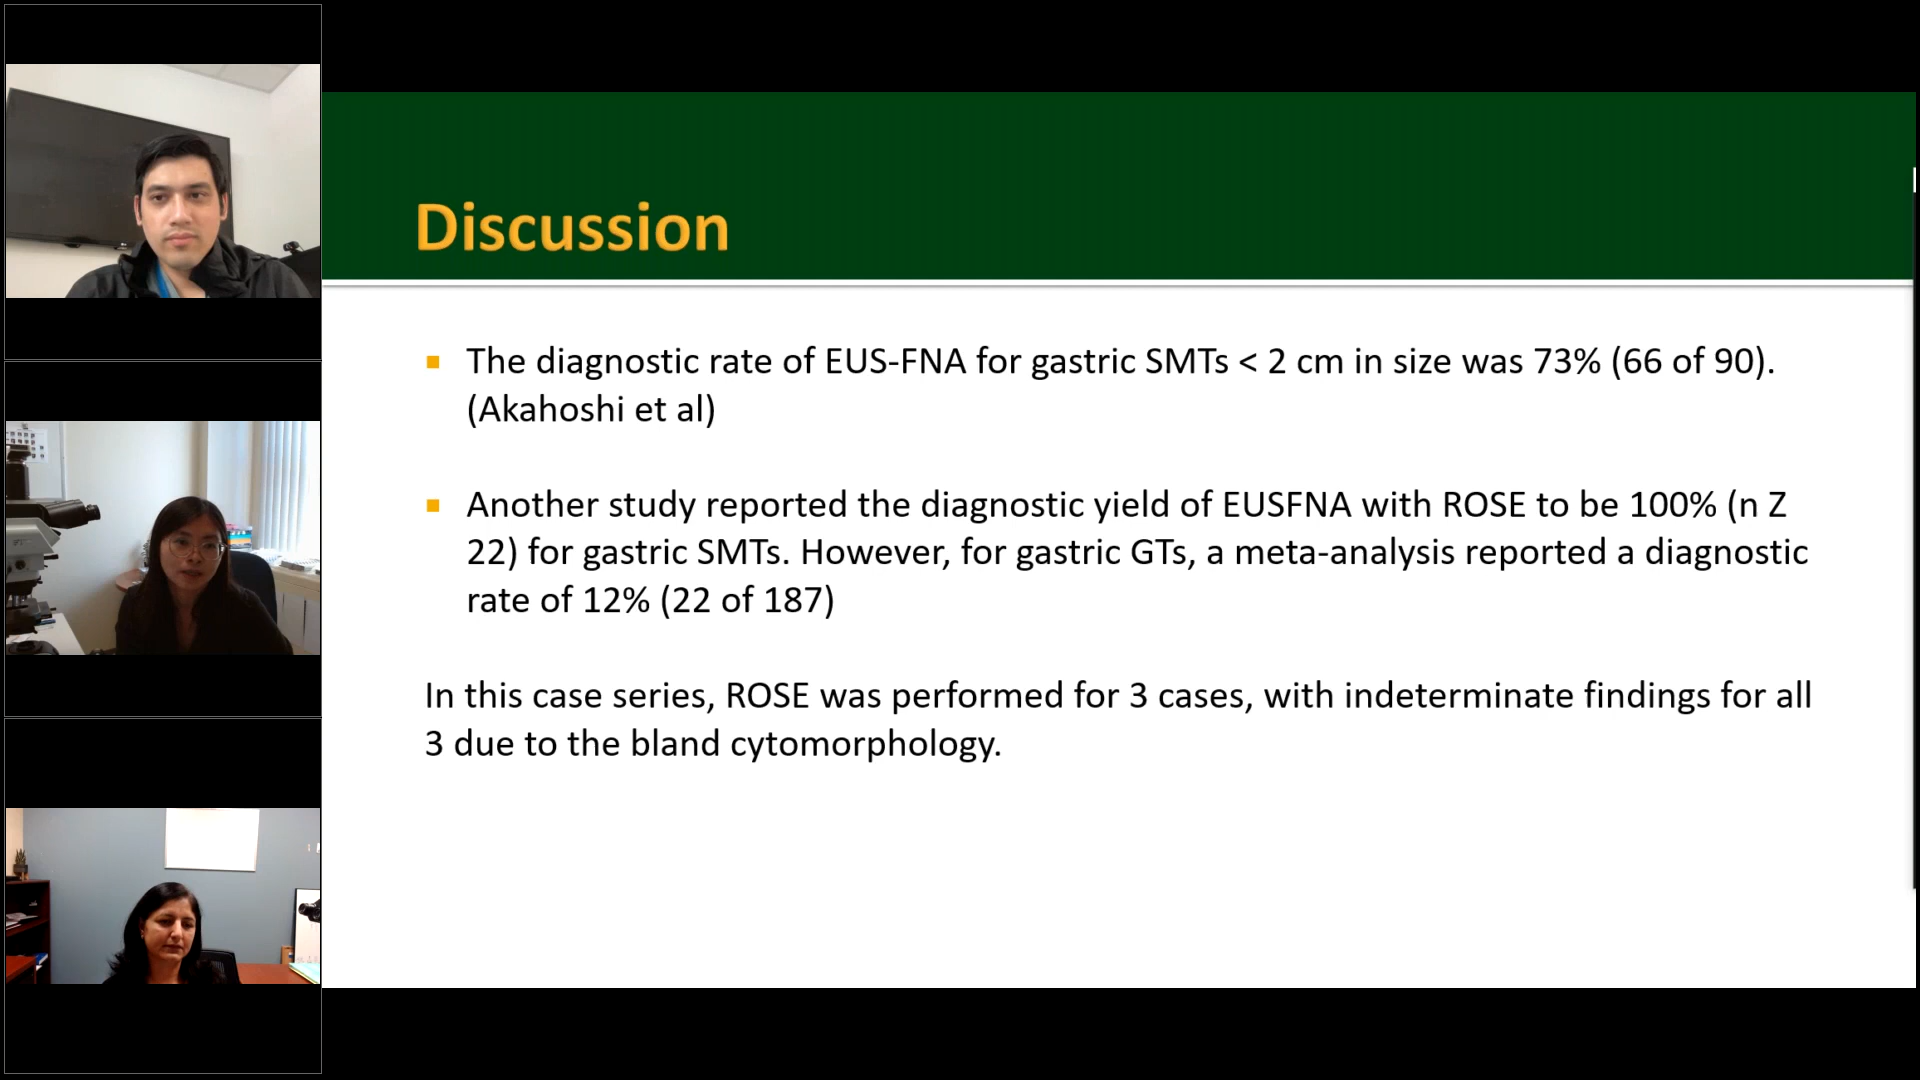 Discussion
The diagnostic rate of EUS-FNA for gastric SMTs < 2 cm in size was 73% (66 of 90).
(Akahoshi et al)
Another study reported the diagnostic yield of EUSFNA with ROSE to be 100% (n Z
22) for gastric SMTs. However, for gastric GTs, a meta-analysis reported a diagnostic
rate of 12% (22 of 187)
In this case series, ROSE was performed for 3 cases, with indeterminate findings for all
3 due to the bland cytomorphology.